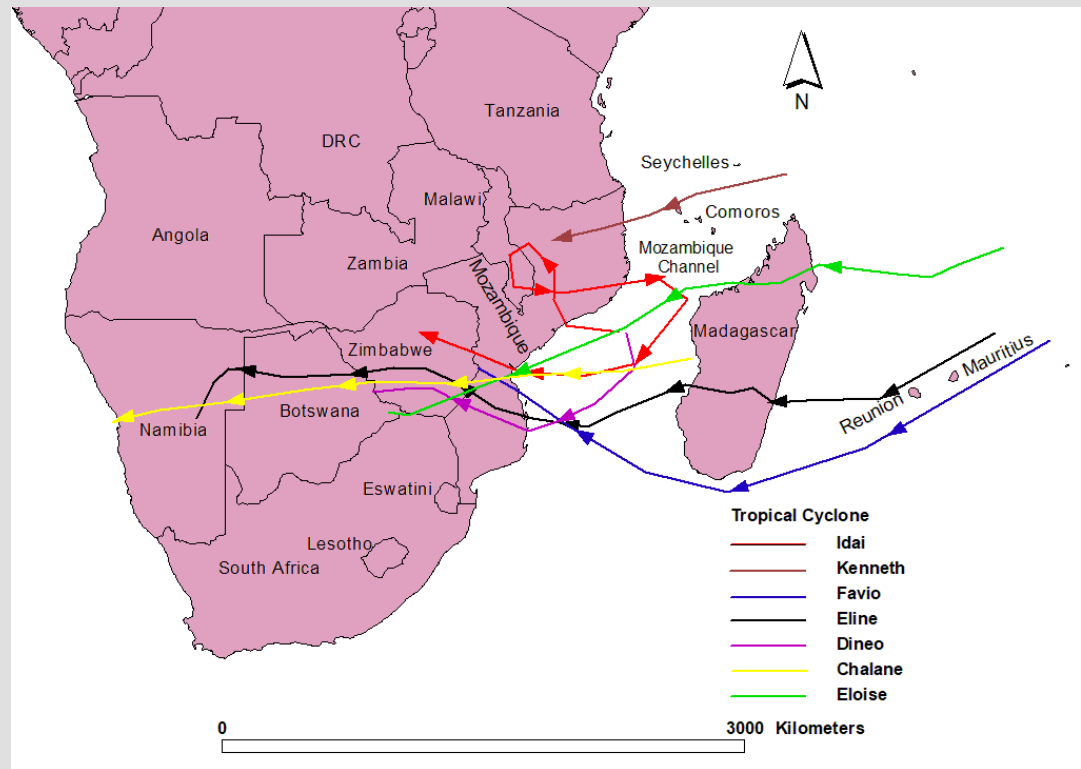 N
Tanzania
DRC
Seychelles
Malawi
Comoros
Angola
Mozambique
Channel
Zambia
Mozambique
Madagascar
Zimbabwe
Mauritius
Reunion
Botswana
Namibia
Eswatini
Lesotho
South Africa
Tropical Cyclone
Idai
Kenneth
Favio
Eline
Dineo
Chalane
Eloise
0 3000 Kilometers